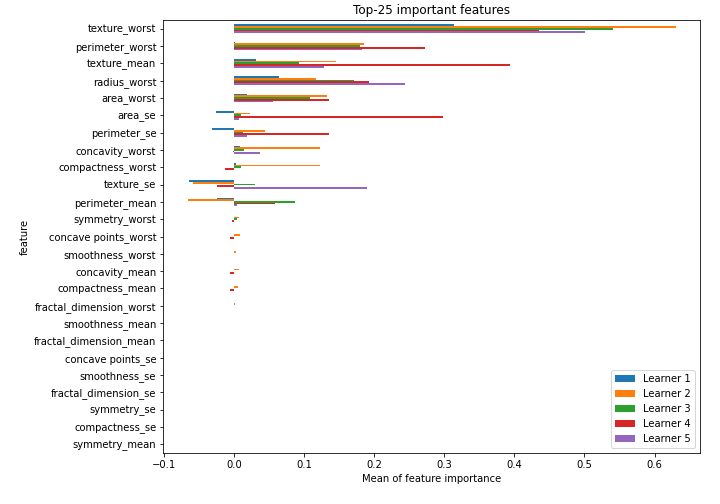 Top-25 important features
texture_worst
perimeter_worst
texture_mean
radius_worst
area_worst
area_se
perimeter_se
concavity_worst
compactness_worst
texture_se
perimeter_mean
symmetry_worst
concave points_worst
smoothness_worst
concavity_mean
compactness_mean
fractal_dimension_worst
smoothness_mean
fractal_dimension_mean
concave points_se
smoothness_se
fractal_dimension_se
symmetry_se
compactness_se
symmetry_mean
feature
Learner 1
Learner 2
Learner 3
Learner 4
Learner 5
−0.1 0.0 0.1 0.2 0.3 0.4 0.5 0.6
Mean of feature importance